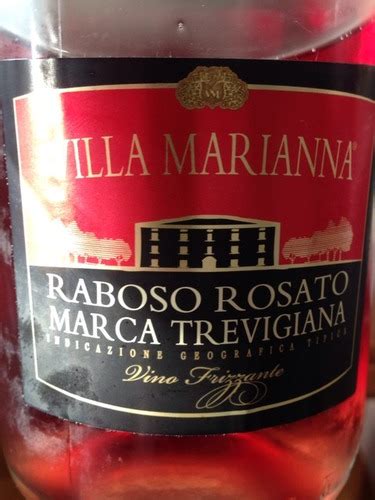 VILLA MARIANNA®
RABOSO ROSATO
MARCA TREVIGIANA
INDICAZIONE GEOGRAFICA TIPICA
Vino Frizzante